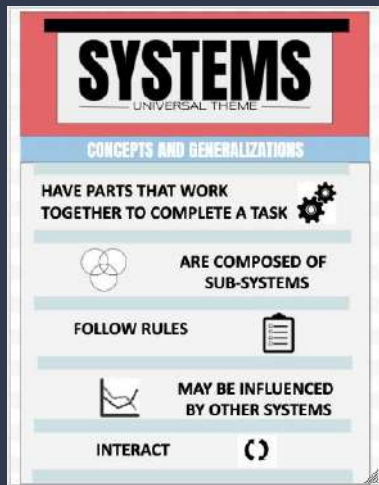 SYSTEMS
UNIVERSAL THEME
CONCEPTS AND GENERALIZATIONS
HAVE PARTS THAT WORK
TOGETHER TO COMPLETE A TASK
ARE COMPOSED OF
SUB-SYSTEMS
FOLLOW RULES
MAY BE INFLUENCED
BY OTHER SYSTEMS
INTERACT